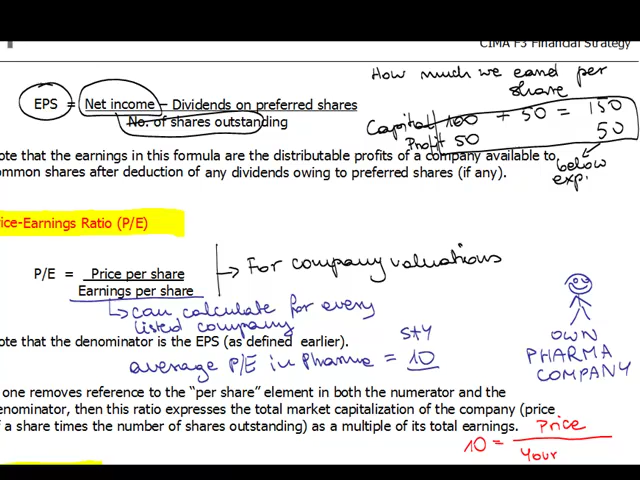 CIMA F3 Financial Strategy
How much we earnd per
share
EPS = Net income – Dividends on preferred shares
No. of shares outstanding
Capital 100 + 50 = 150
Profit 50 50
below
exp.
ote that the earnings in this formula are the distributable profits of a company available to
ommon shares after deduction of any dividends owing to preferred shares (if any).
rice-Earnings Ratio (P/E)
For company valuations
P/E = Price per share
Earnings per share
can calculate for every
listed company
ote that the denominator is the EPS (as defined earlier).
average P/E in Pharma = 10
OWN
PHARMA
COMPANY
one removes reference to the "per share" element in both the numerator and the
enominator, then this ratio expresses the total market capitalization of the company (price
f a share times the number of shares outstanding) as a multiple of its total earnings.
10 = Price
Your